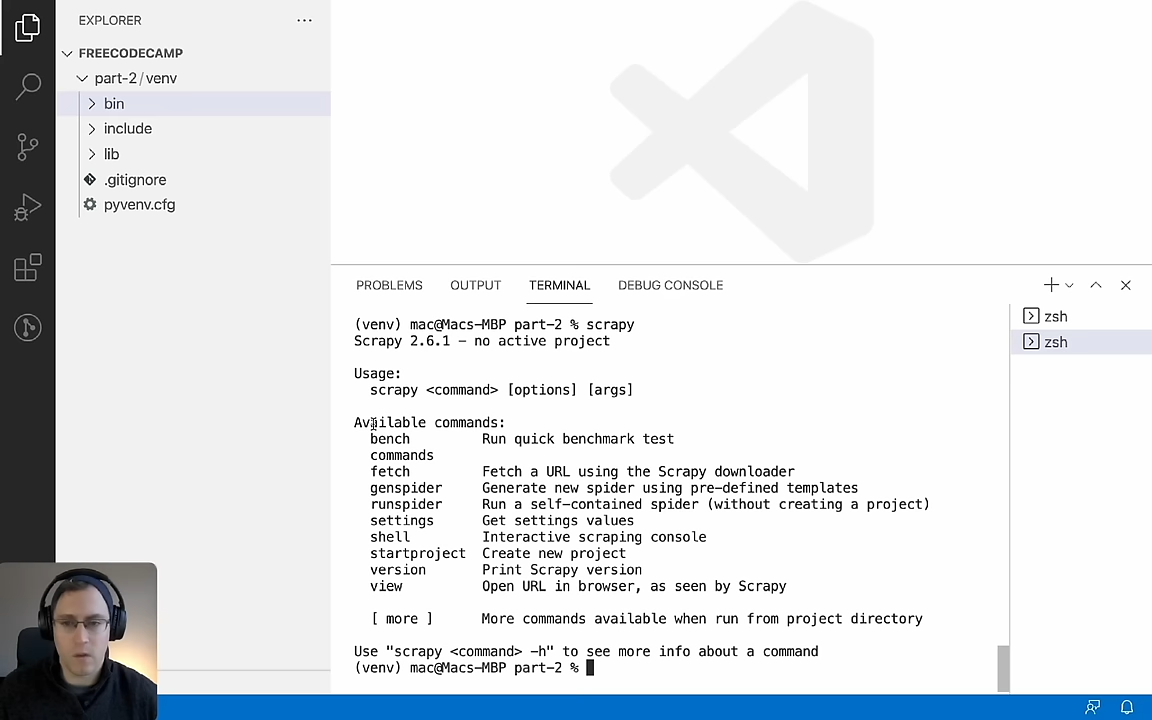 EXPLORER
FREECODECAMP
part-2 / venv
bin
include
lib
.gitignore
pyvenv.cfg
PROBLEMS OUTPUT TERMINAL DEBUG CONSOLE
zsh
zsh
(venv) mac@Macs-MBP part-2 % scrapy
Scrapy 2.6.1 – no active project
Usage:
scrapy <command> [options] [args]
Available commands:
bench Run quick benchmark test
commands
fetch Fetch a URL using the Scrapy downloader
genspider Generate new spider using pre-defined templates
runspider Run a self-contained spider (without creating a project)
settings Get settings values
shell Interactive scraping console
startproject Create new project
version Print Scrapy version
view Open URL in browser, as seen by Scrapy
[ more ] More commands available when run from project directory
Use "scrapy <command> -h" to see more info about a command
(venv) mac@Macs-MBP part-2 %